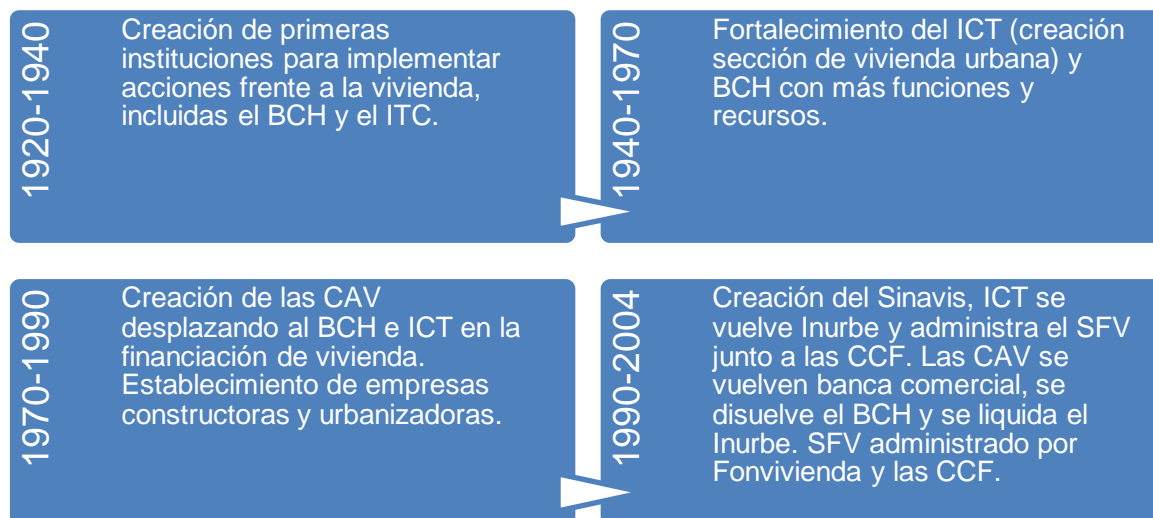 1920-1940
Creación de primeras
instituciones para implementar
acciones frente a la vivienda,
incluidas el BCH y el ITC.
1940-1970
Fortalecimiento del ICT (creación
sección de vivienda urbana) y
BCH con más funciones y
recursos.
1970-1990
Creación de las CAV
desplazando al BCH e ICT en la
financiación de vivienda.
Establecimiento de empresas
constructoras y urbanizadoras.
1990-2004
Creación del Sinavis, ICT se
vuelve Inurbe y administra el SFV
junto a las CCF. Las CAV se
vuelven banca comercial, se
disuelve el BCH y se liquida el
Inurbe. SFV administrado por
Fonvivienda y las CCF.